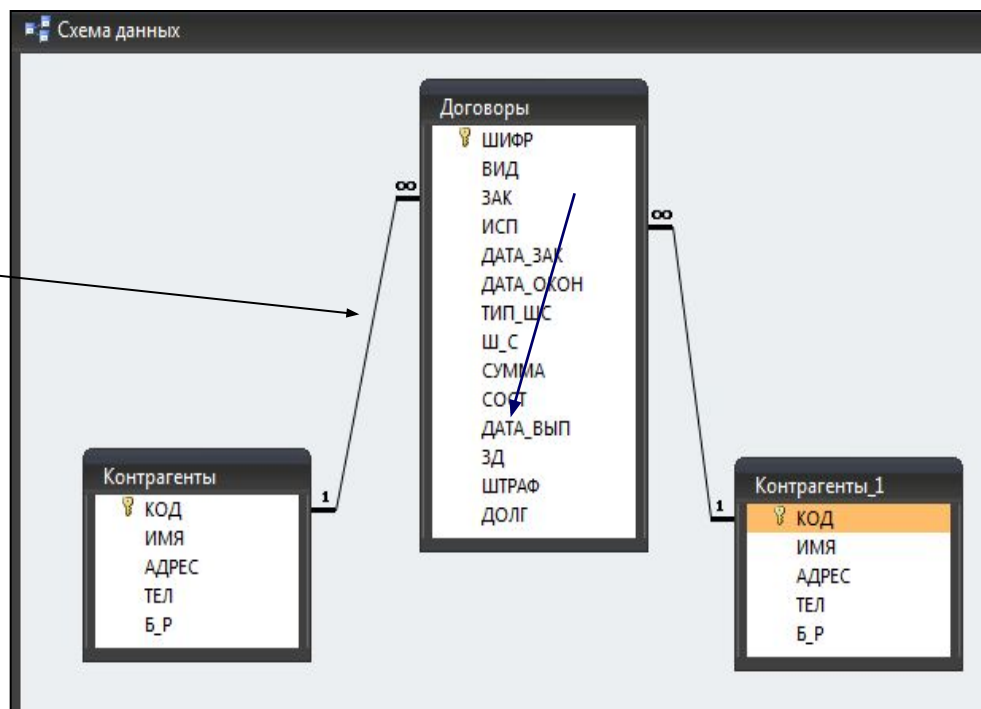 Схема данных
Договоры
ШИФР
ВИД
ЗАК
ИСП
ДАТА_ЗАК
ДАТА_ОКОН
ТИП_ШС
Ш_С
СУММА
СОСТ
ДАТА_ВЫП
ЗД
ШТРАФ
ДОЛГ
∞
∞
Контрагенты
КОД
ИМЯ
АДРЕС
ТЕЛ
Б_Р
1
Контрагенты_1
КОД
ИМЯ
АДРЕС
ТЕЛ
Б_Р
1